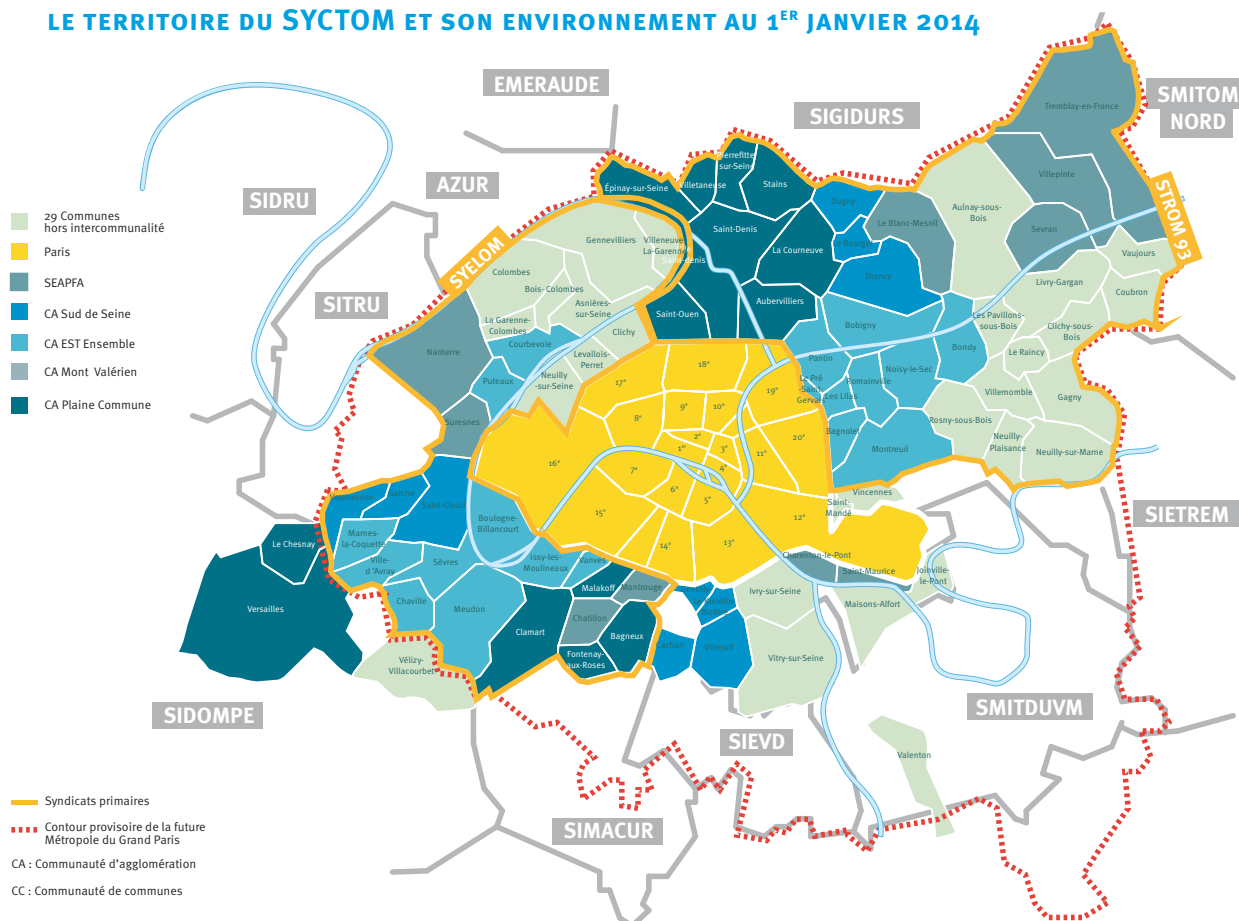 LE TERRITOIRE DU SYCTOM ET SON ENVIRONNEMENT AU 1ER JANVIER 2014
EMERAUDE
SIGIDURS
SMITOM
NORD
AZUR
SIDRU
SITRU
SYELOM
STROM 93
SIETREM
SIDOMPE
SMITDUVM
SIEVD
SIMACUR
29 Communes
hors intercommunalité
Paris
SEAPFA
CA Sud de Seine
CA EST Ensemble
CA Mont Valérien
CA Plaine Commune
Tremblay-en-France
Villepinte
Sevran
Aulnay-sous-
Bois
Le Blanc-Mesnil
Dugny
Le Bourget
Drancy
Vaujours
Coubron
Livry-Gargan
Clichy-sous-
Bois
Les Pavillons-
sous-Bois
Le Raincy
Gagny
Villemomble
Rosny-sous-Bois
Neuilly-
Plaisance
Neuilly-sur-Marne
Bondy
Bobigny
Noisy-le-Sec
Romainville
Pantin
Le Pré
-Saint-
Gervais
Les Lilas
Bagnolet
Montreuil
Épinay-sur-Seine
Villetaneuse
Pierrefitte
-sur-Seine
Stains
Saint-Denis
La Courneuve
Aubervilliers
Saint-Ouen
Gennevilliers
Villeneuve-
La-Garenne
Saint-denis
Colombes
Bois- Colombes
Asnières-
sur-Seine
La Garenne-
Colombes
Courbevoie
Clichy
Levallois-
Perret
Neuilly
-sur-Seine
Nanterre
Puteaux
Suresnes
18e
17e
19e
9e
10e
8e
2e
1er
3e
4e
11e
20e
16e
7e
6e
5e
15e
14e
13e
12e
Vincennes
Saint-
Mandé
Charenton-le-Pont
Saint-Maurice
Joinville-
le-Pont
Maisons-Alfort
Vaucresson
Garche
Saint-Cloud
Boulogne-
Billancourt
Marnes-
la-Coquette
Ville-
d 'Avray
Sèvres
Chaville
Meudon
Issy-les-
Moulineaux
Vanves
Malakoff
Montrouge
Clamart
Chatillon
Bagneux
Fontenay-
aux-Roses
Le Chesnay
Versailles
Vélizy-
Villacourbet
Gentilly
Le Kremlin
Bicêtre
Cachan
Villejuif
Ivry-sur-Seine
Vitry-sur-Seine
Valenton
Syndicats primaires
Contour provisoire de la future
Métropole du Grand Paris
CA : Communauté d'agglomération
CC : Communauté de communes